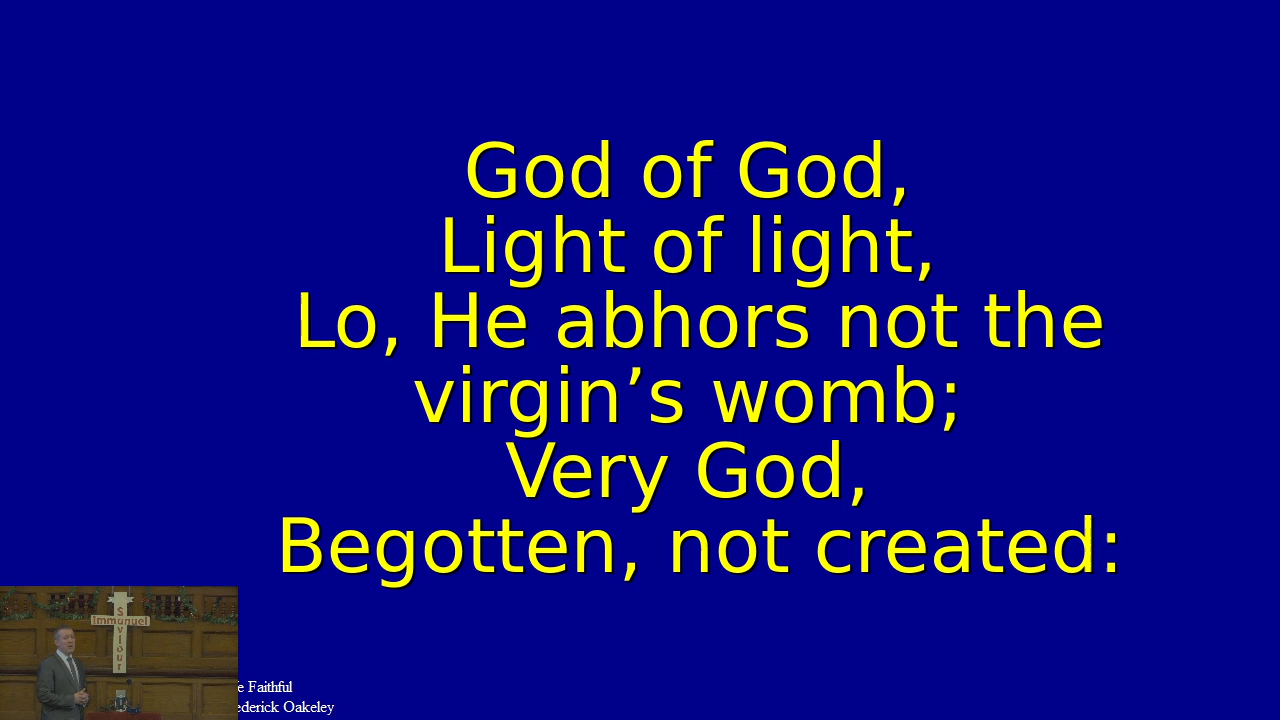 God of God,
Light of light,
Lo, He abhors not the
virgin’s womb;
Very God,
Begotten, not created:
Saviour
Immanuel
Faithful
Oakeley